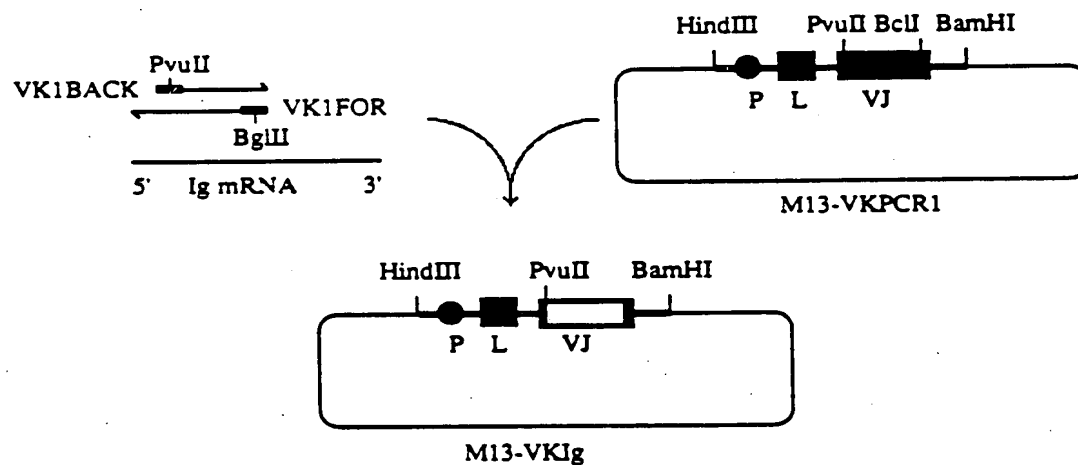 PvuII
VK1BACK
VK1FOR
BglII
5' Ig mRNA 3'
HindIII PvuII BclI BamHI
P L VJ
M13-VKPCR1
HindIII PvuII BamHI
P L VJ
M13-VKIg